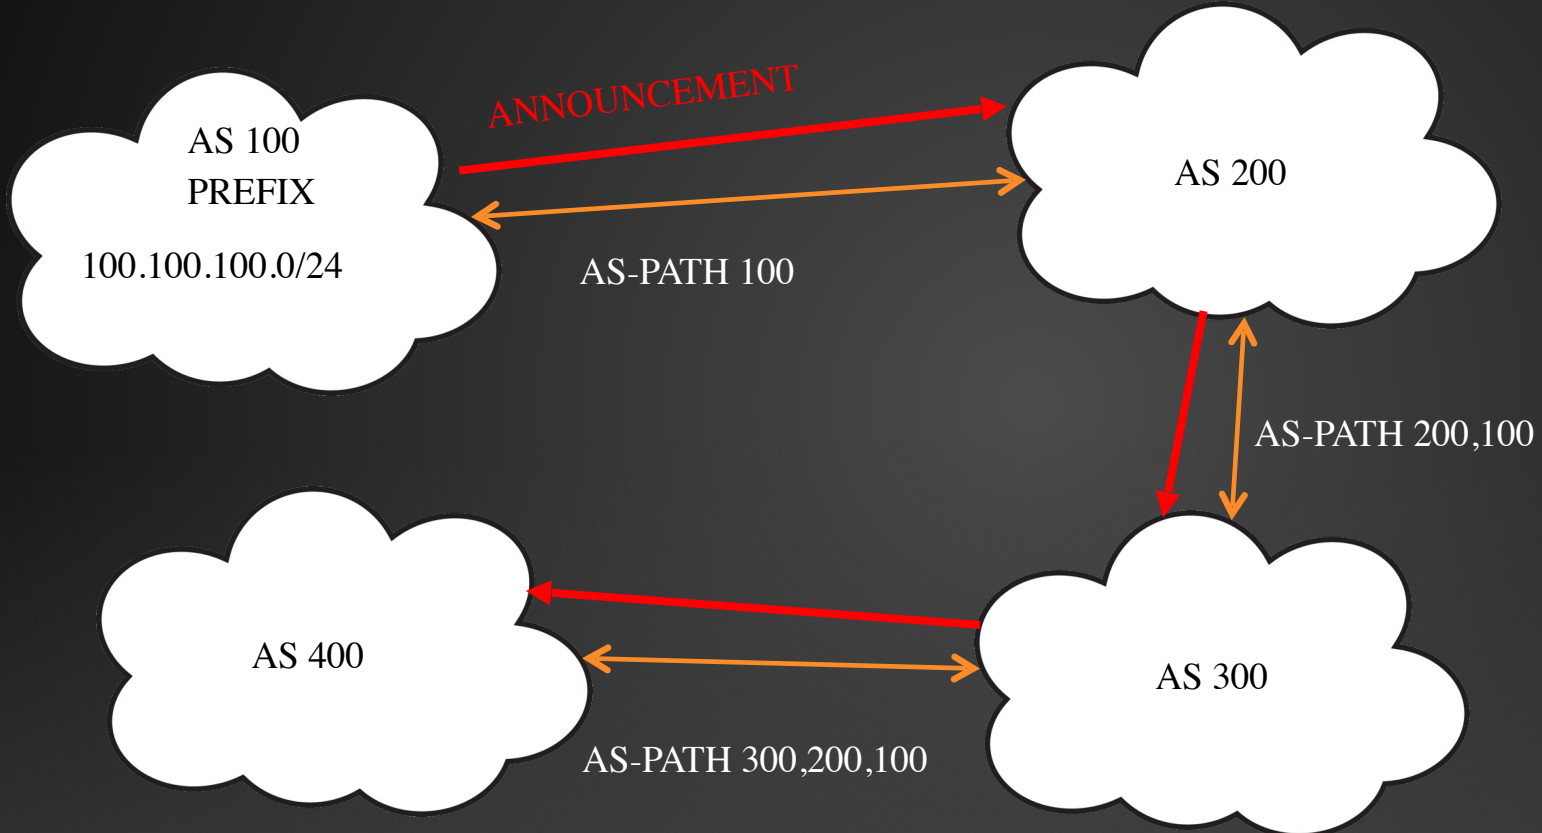 ANNOUNCEMENT
AS 100
PREFIX
100.100.100.0/24
AS 200
AS-PATH 100
AS-PATH 200,100
AS 400
AS 300
AS-PATH 300,200,100